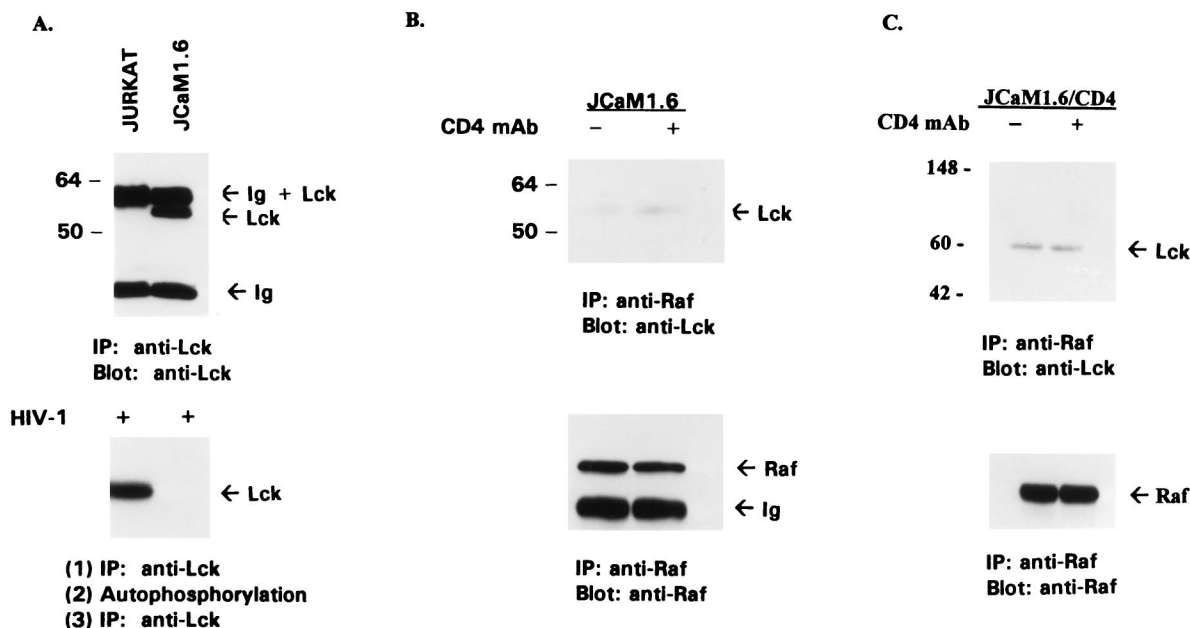 A.
JURKAT
JCaM1.6
64 –
50 –
← Ig + Lck
← Lck
← Ig
IP: anti-Lck
Blot: anti-Lck
HIV-1 + +
← Lck
(1) IP: anti-Lck
(2) Autophosphorylation
(3) IP: anti-Lck
B.
JCaM1.6
CD4 mAb – +
64 –
50 –
← Lck
IP: anti-Raf
Blot: anti-Lck
← Raf
← Ig
IP: anti-Raf
Blot: anti-Raf
C.
JCaM1.6/CD4
CD4 mAb – +
148 -
60 -
42 -
← Lck
IP: anti-Raf
Blot: anti-Lck
← Raf
IP: anti-Raf
Blot: anti-Raf